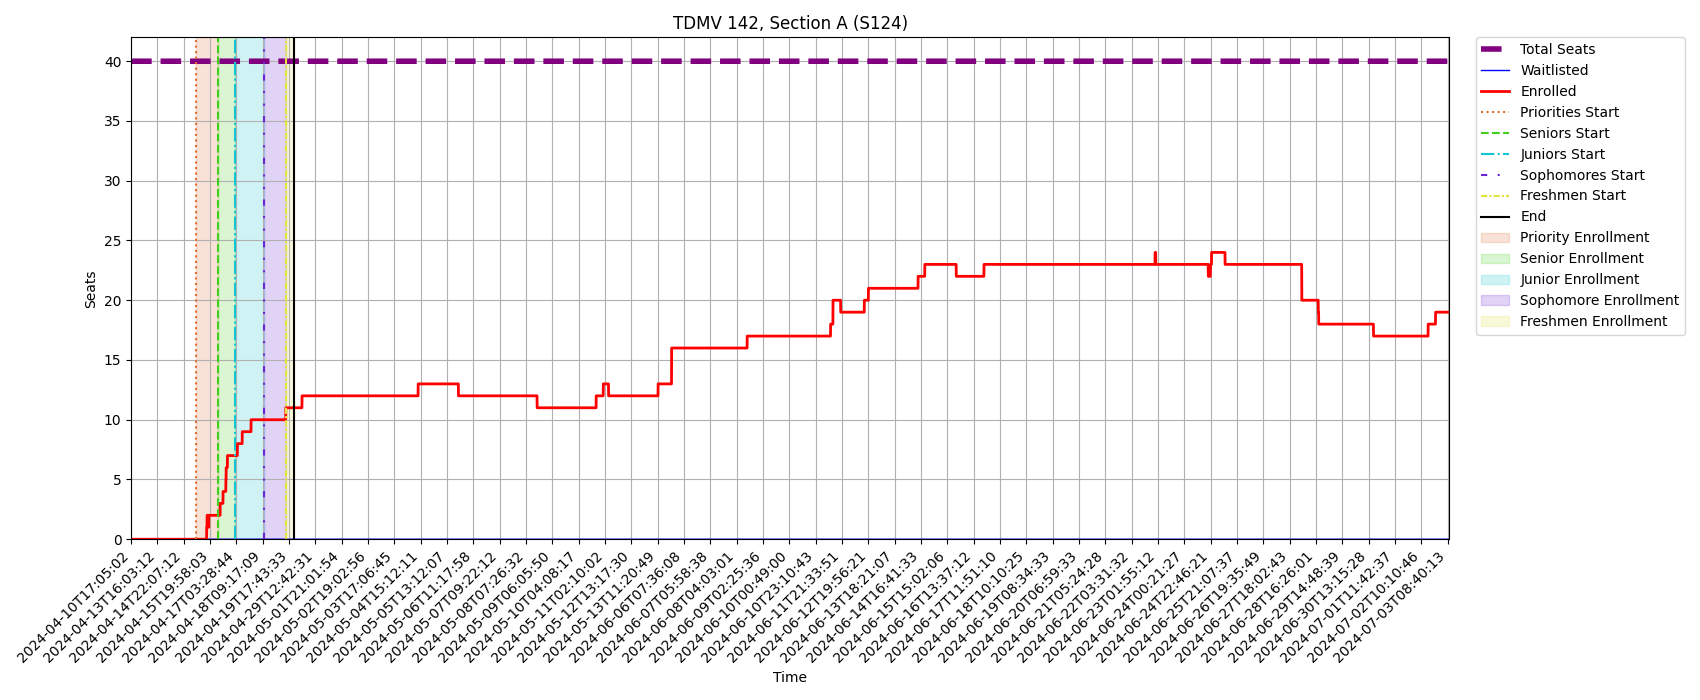 TDMV 142, Section A (S124)
Seats
40
35
30
25
20
15
10
5
0
2024-04-10T17:05:02
2024-04-13T16:03:12
2024-04-14T22:07:12
2024-04-15T19:58:03
2024-04-17T03:28:44
2024-04-18T09:17:09
2024-04-19T17:43:33
2024-04-29T12:42:31
2024-05-01T21:01:54
2024-05-02T19:02:56
2024-05-03T17:06:45
2024-05-04T15:12:11
2024-05-05T13:12:07
2024-05-06T11:17:58
2024-05-07T09:22:12
2024-05-08T07:26:32
2024-05-09T06:05:50
2024-05-10T04:08:17
2024-05-11T02:10:02
2024-05-12T13:17:30
2024-05-13T11:20:49
2024-06-06T07:36:08
2024-06-07T05:58:38
2024-06-08T04:03:01
2024-06-09T02:25:36
2024-06-10T00:49:00
2024-06-10T23:10:43
2024-06-11T21:33:51
2024-06-12T19:56:21
2024-06-13T18:21:07
2024-06-14T16:41:33
2024-06-15T15:02:06
2024-06-16T13:37:12
2024-06-17T11:51:10
2024-06-18T10:10:25
2024-06-19T08:34:33
2024-06-20T06:59:33
2024-06-21T05:24:28
2024-06-22T03:31:32
2024-06-23T01:55:12
2024-06-24T00:21:27
2024-06-24T22:46:21
2024-06-25T21:07:37
2024-06-26T19:35:49
2024-06-27T18:02:43
2024-06-28T16:26:01
2024-06-29T14:48:39
2024-06-30T13:15:28
2024-07-01T11:42:37
2024-07-02T10:10:46
2024-07-03T08:40:13
Time
Total Seats
Waitlisted
Enrolled
Priorities Start
Seniors Start
Juniors Start
Sophomores Start
Freshmen Start
End
Priority Enrollment
Senior Enrollment
Junior Enrollment
Sophomore Enrollment
Freshmen Enrollment